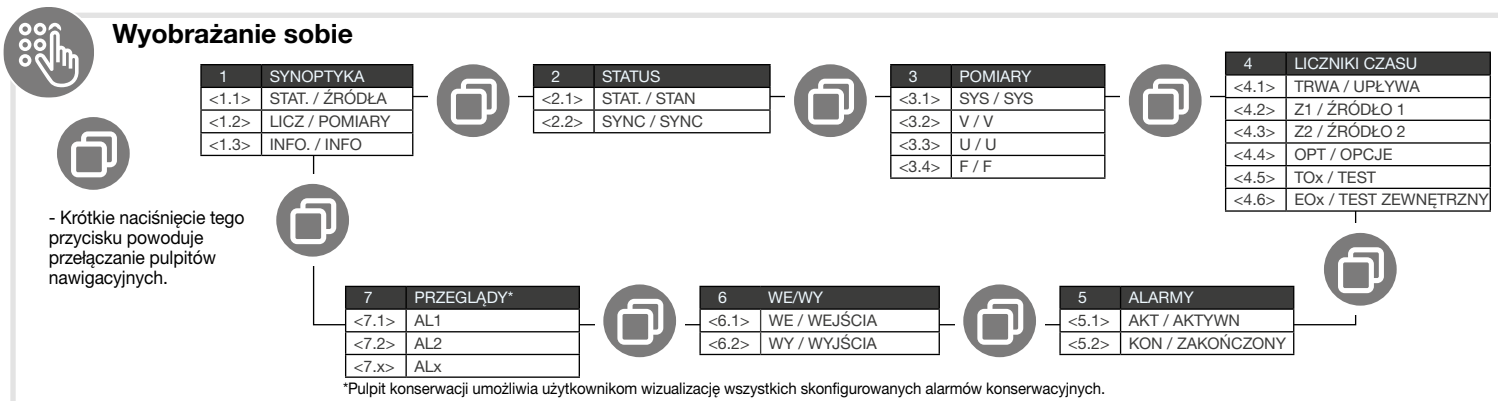 Wyobrażanie sobie
1 SYNOPTYKA
<1.1> STAT. / ŹRÓDŁA
<1.2> LICZ / POMIARY
<1.3> INFO. / INFO
2 STATUS
<2.1> STAT. / STAN
<2.2> SYNC / SYNC
3 POMIARY
<3.1> SYS / SYS
<3.2> V / V
<3.3> U / U
<3.4> F / F
4 LICZNIKI CZASU
<4.1> TRWA / UPŁYWA
<4.2> Z1 / ŹRÓDŁO 1
<4.3> Z2 / ŹRÓDŁO 2
<4.4> OPT / OPCJE
<4.5> TOx / TEST
<4.6> EOx / TEST ZEWNĘTRZNY
- Krótkie naciśnięcie tego
przycisku powoduje
przełączanie pulpitów
nawigacyjnych.
7 PRZEGLĄDY*
<7.1> AL1
<7.2> AL2
<7.x> ALx
6 WE/WY
<6.1> WE / WEJŚCIA
<6.2> WY / WYJŚCIA
5 ALARMY
<5.1> AKT / AKTYWN
<5.2> KON / ZAKOŃCZONY
*Pulpit konserwacji umożliwia użytkownikom wizualizację wszystkich skonfigurowanych alarmów konserwacyjnych.